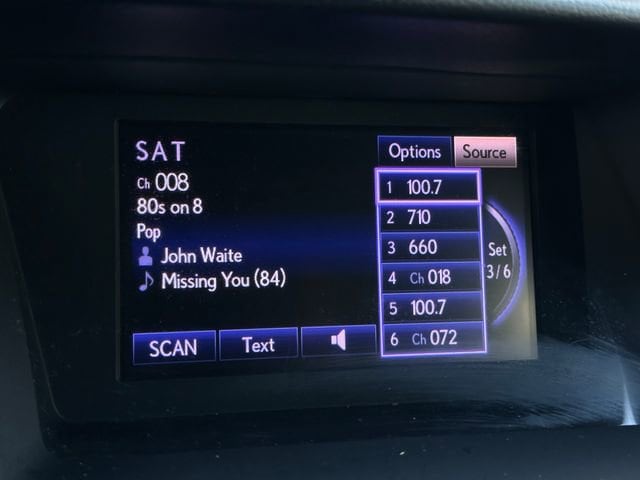 SAT
Ch 008
80s on 8
Pop
John Waite
Missing You (84)
SCAN Text
Options Source
1 100.7
2 710
3 660
4 Ch 018
5 100.7
6 Ch 072
Set
3/6